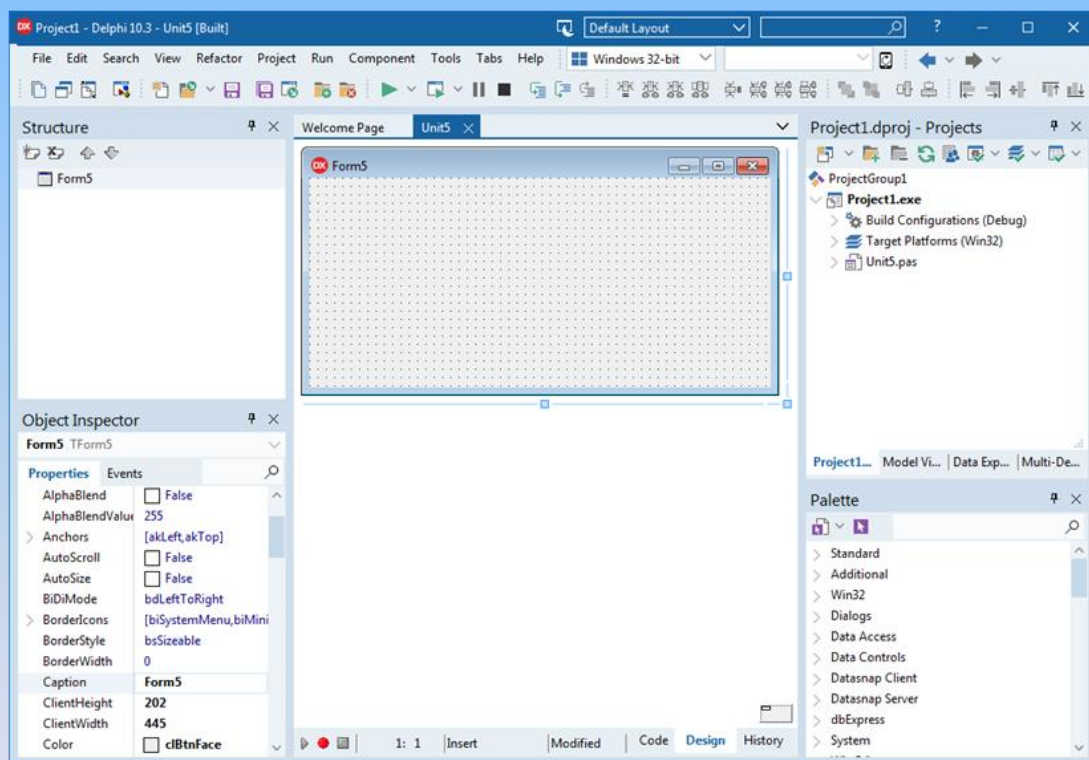 Project1 - Delphi 10.3 - Unit5 [Built]
Default Layout
?
File Edit Search View Refactor Project Run Component Tools Tabs Help
Windows 32-bit
Structure
Form5
Welcome Page
Unit5
Form5
Project1.dproj - Projects
ProjectGroup1
Project1.exe
Build Configurations (Debug)
Target Platforms (Win32)
Unit5.pas
Project1... Model Vi... Data Exp... Multi-De...
Object Inspector
Form5 TForm5
Properties Events
AlphaBlend False
AlphaBlendValue 255
Anchors [akLeft,akTop]
AutoScroll False
AutoSize False
BiDiMode bdLeftToRight
BorderIcons [biSystemMenu,biMini
BorderStyle bsSizeable
BorderWidth 0
Caption Form5
ClientHeight 202
ClientWidth 445
Color clBtnFace
1: 1 Insert Modified Code Design History
Palette
Standard
Additional
Win32
Dialogs
Data Access
Data Controls
Datasnap Client
Datasnap Server
dbExpress
System